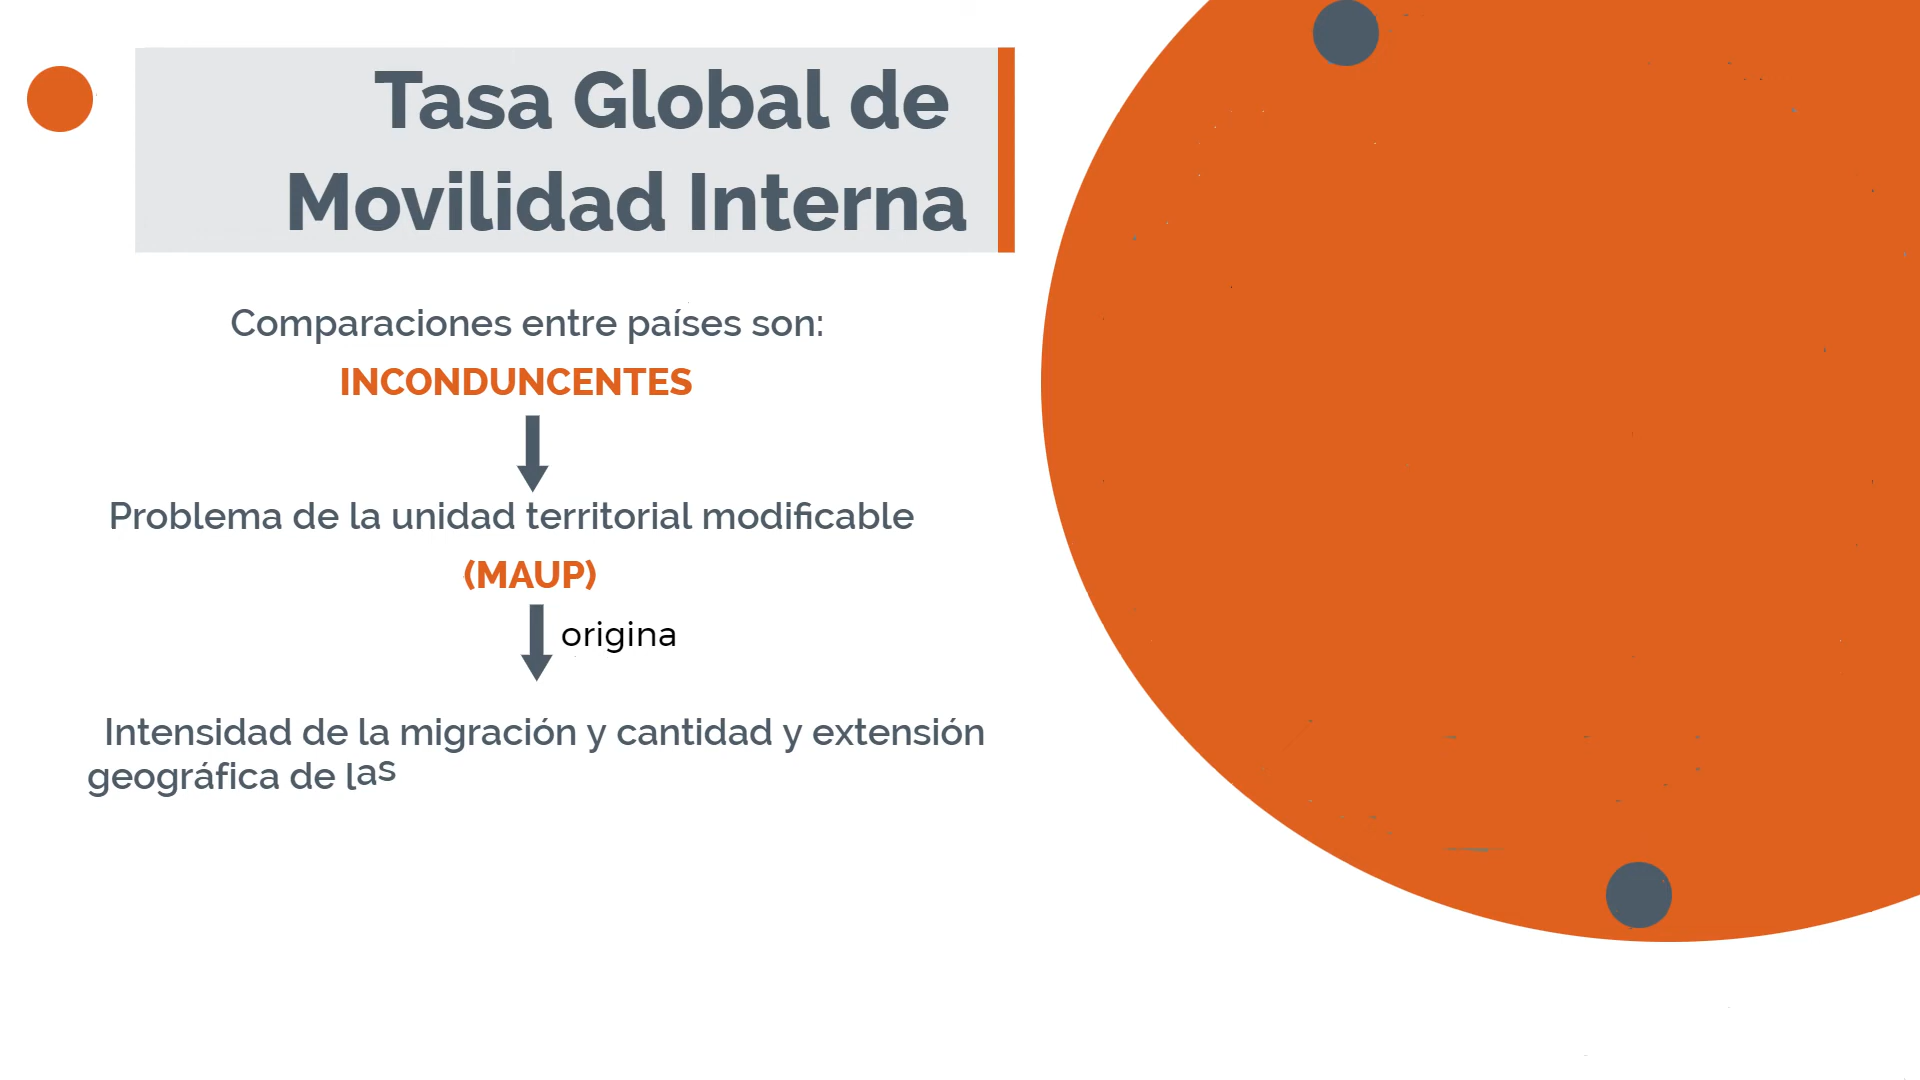 Tasa Global de
Movilidad Interna
Comparaciones entre países son:
INCONDUNCENTES
Problema de la unidad territorial modificable
(MAUP)
origina
Intensidad de la migración y cantidad y extensión
geográfica de las